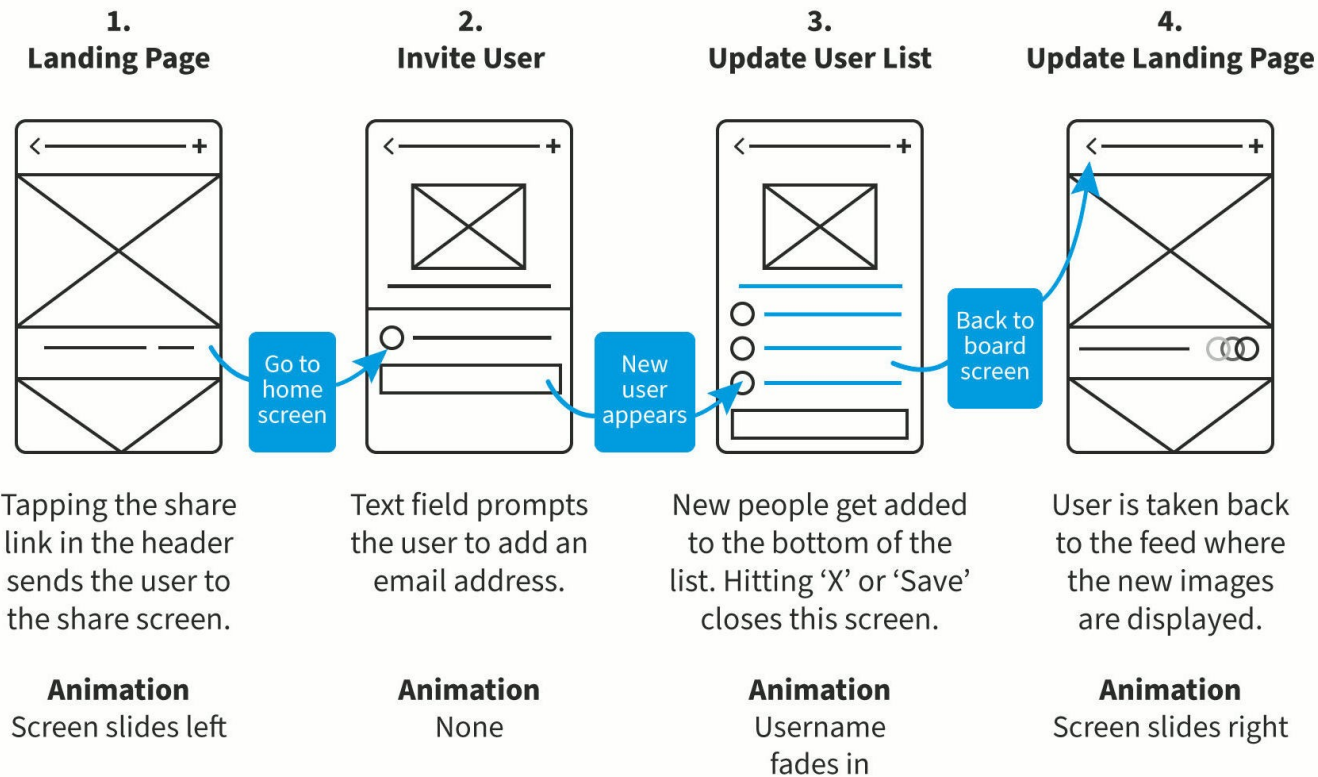 1.
Landing Page
2.
Invite User
3.
Update User List
4.
Update Landing Page
Go to
home
screen
New
user
appears
Back to
board
screen
Tapping the share
link in the header
sends the user to
the share screen.
Text field prompts
the user to add an
email address.
New people get added
to the bottom of the
list. Hitting ‘X’ or ‘Save’
closes this screen.
User is taken back
to the feed where
the new images
are displayed.
Animation
Screen slides left
Animation
None
Animation
Username
fades in
Animation
Screen slides right